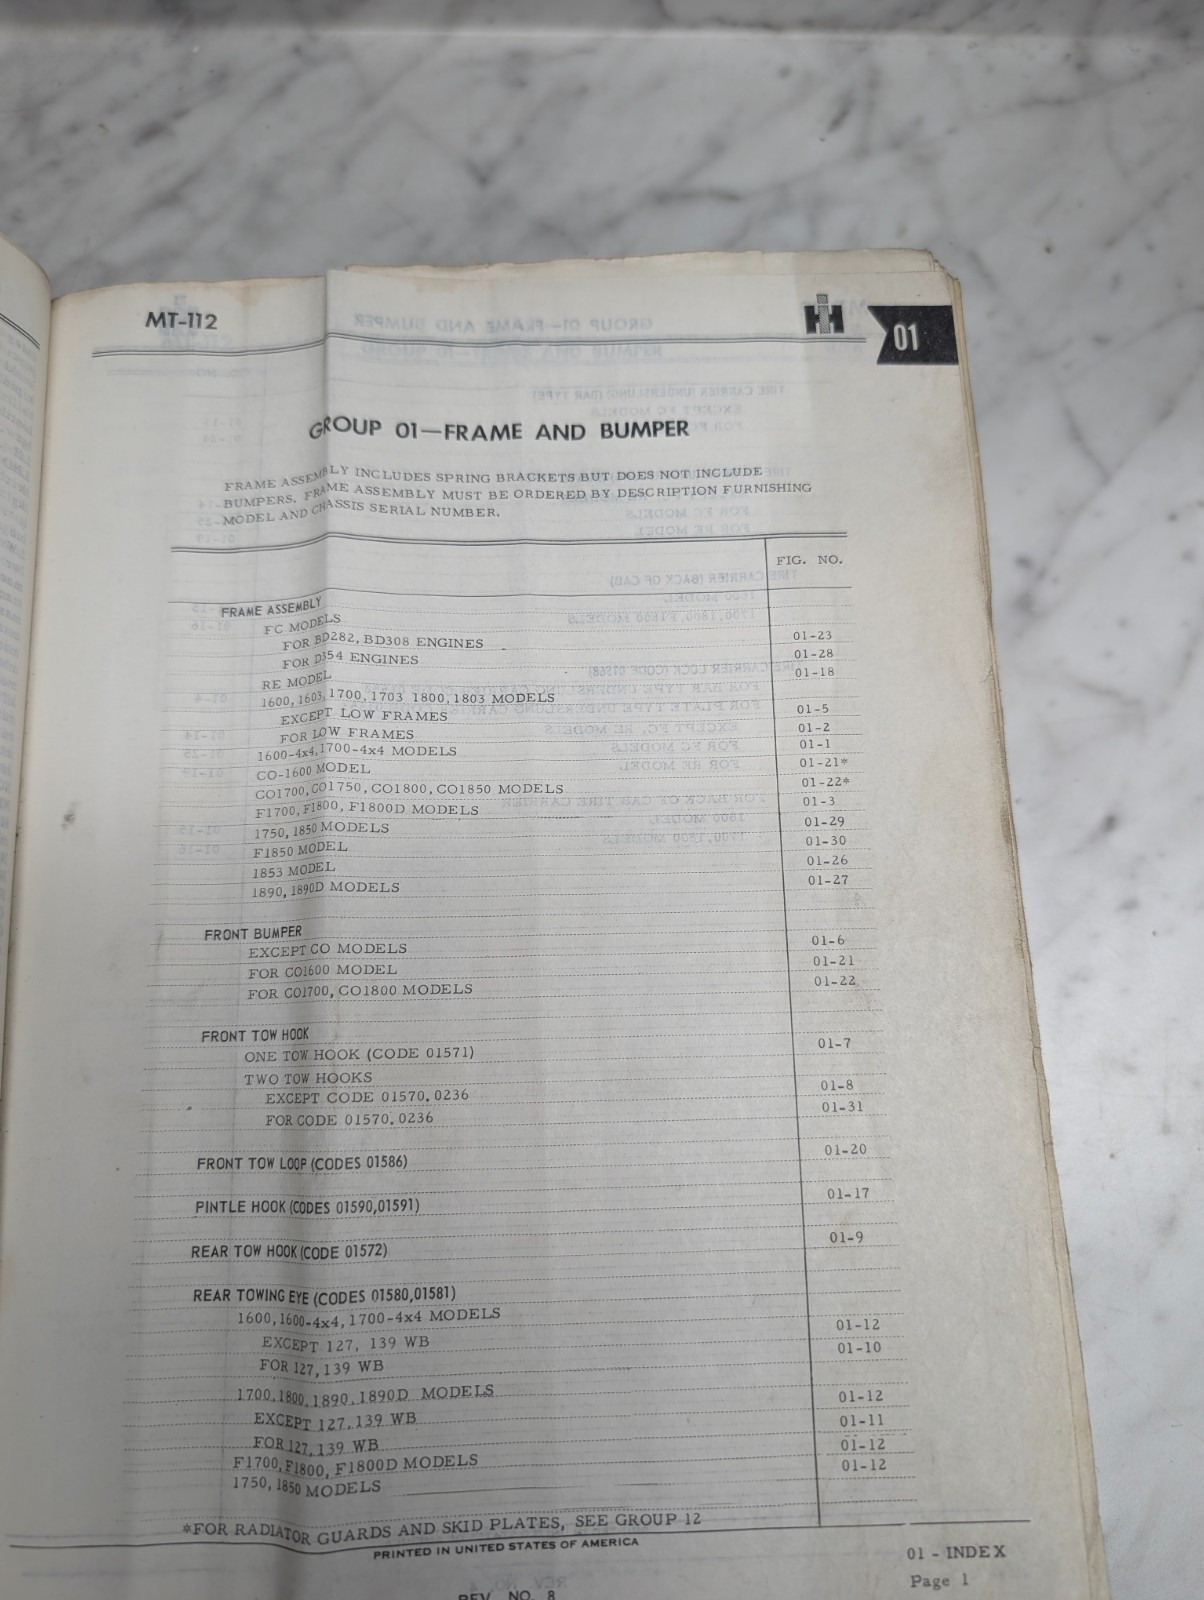 MT-112
IH
01
GROUP 01—FRAME AND BUMPER
FRAME ASSEMBLY INCLUDES SPRING BRACKETS BUT DOES NOT INCLUDE
BUMPERS. FRAME ASSEMBLY MUST BE ORDERED BY DESCRIPTION FURNISHING
MODEL AND CHASSIS SERIAL NUMBER.
FIG. NO.
FRAME ASSEMBLY
FC MODELS
FOR BD282, BD308 ENGINES 01-23
FOR D354 ENGINES 01-28
RE MODEL 01-18
1600, 1603, 1700, 1703 1800, 1803 MODELS
EXCEPT LOW FRAMES 01-5
FOR LOW FRAMES 01-2
1600-4x4, 1700-4x4 MODELS 01-1
CO-1600 MODEL 01-21*
CO1700, CO1750, CO1800, CO1850 MODELS 01-22*
F1700, F1800, F1800D MODELS 01-3
1750, 1850 MODELS 01-29
F1850 MODEL 01-30
1853 MODEL 01-26
1890, 1890D MODELS 01-27
FRONT BUMPER
EXCEPT CO MODELS 01-6
FOR CO1600 MODEL 01-21
FOR CO1700, CO1800 MODELS 01-22
FRONT TOW HOOK
ONE TOW HOOK (CODE 01571) 01-7
TWO TOW HOOKS
EXCEPT CODE 01570, 0236 01-8
FOR CODE 01570, 0236 01-31
FRONT TOW LOOP (CODES 01586) 01-20
PINTLE HOOK (CODES 01590,01591) 01-17
REAR TOW HOOK (CODE 01572) 01-9
REAR TOWING EYE (CODES 01580,01581)
1600, 1600-4x4, 1700-4x4 MODELS
EXCEPT 127, 139 WB 01-12
FOR 127, 139 WB 01-10
1700, 1800, 1890, 1890D MODELS
EXCEPT 127, 139 WB 01-12
FOR 127, 139 WB 01-11
F1700, F1800, F1800D MODELS 01-12
1750, 1850 MODELS 01-12
*FOR RADIATOR GUARDS AND SKID PLATES, SEE GROUP 12
PRINTED IN UNITED STATES OF AMERICA
01 - INDEX
Page 1
REV. NO. 8